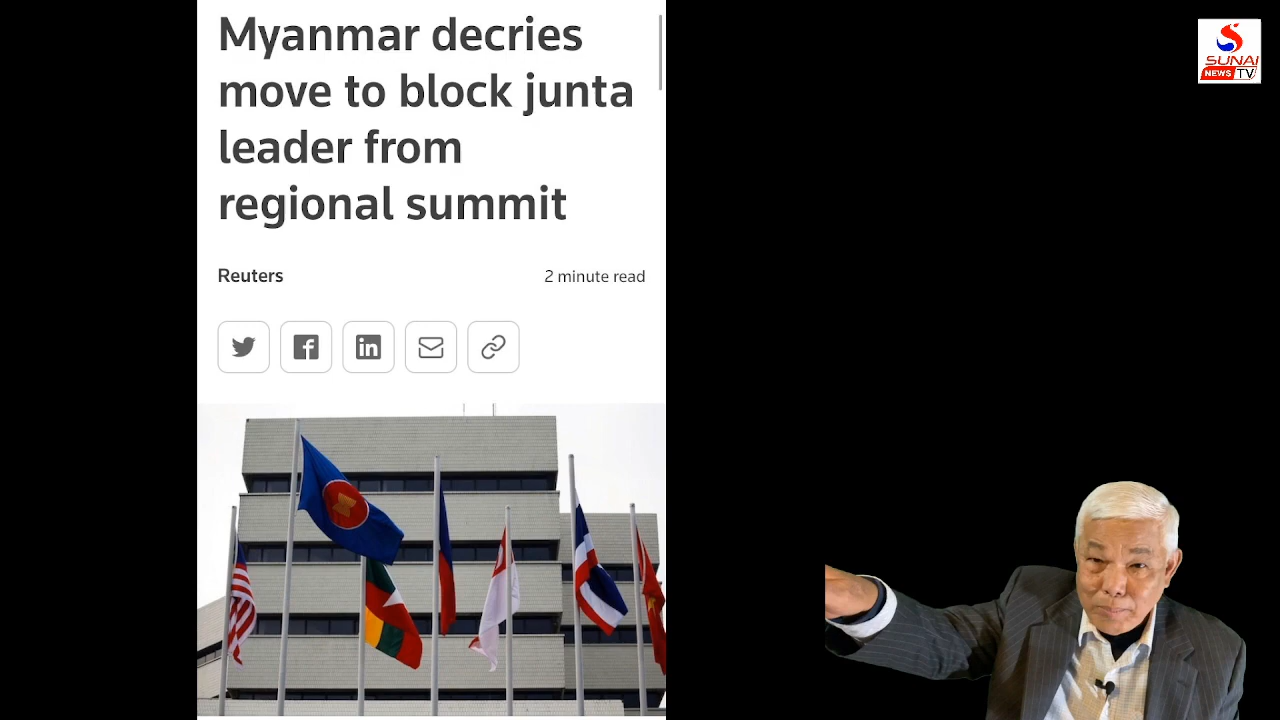 Myanmar decries
move to block junta
leader from
regional summit
Reuters
2 minute read
SUNAI
NEWS TV